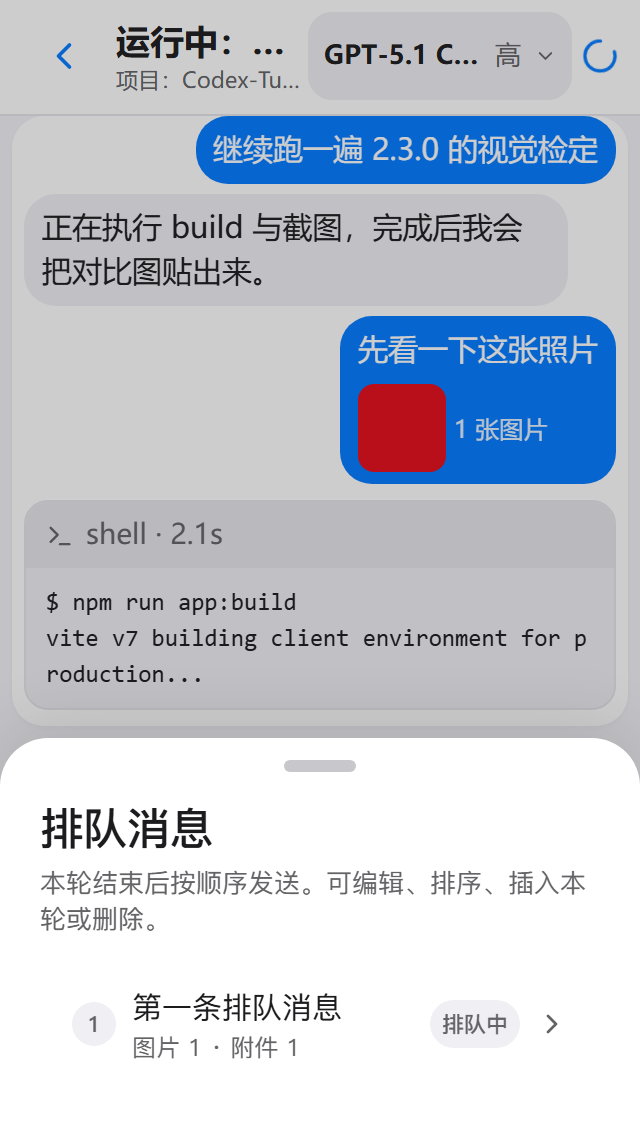 运行中：...
项目：Codex-Tu...
GPT-5.1 C... 高
继续跑一遍 2.3.0 的视觉检定
正在执行 build 与截图，完成后我会
把对比图贴出来。
先看一下这张照片
1 张图片
shell · 2.1s
$ npm run app:build
vite v7 building client environment for p
roduction...
排队消息
本轮结束后按顺序发送。可编辑、排序、插入本
轮或删除。
1
第一条排队消息
图片 1 · 附件 1
排队中